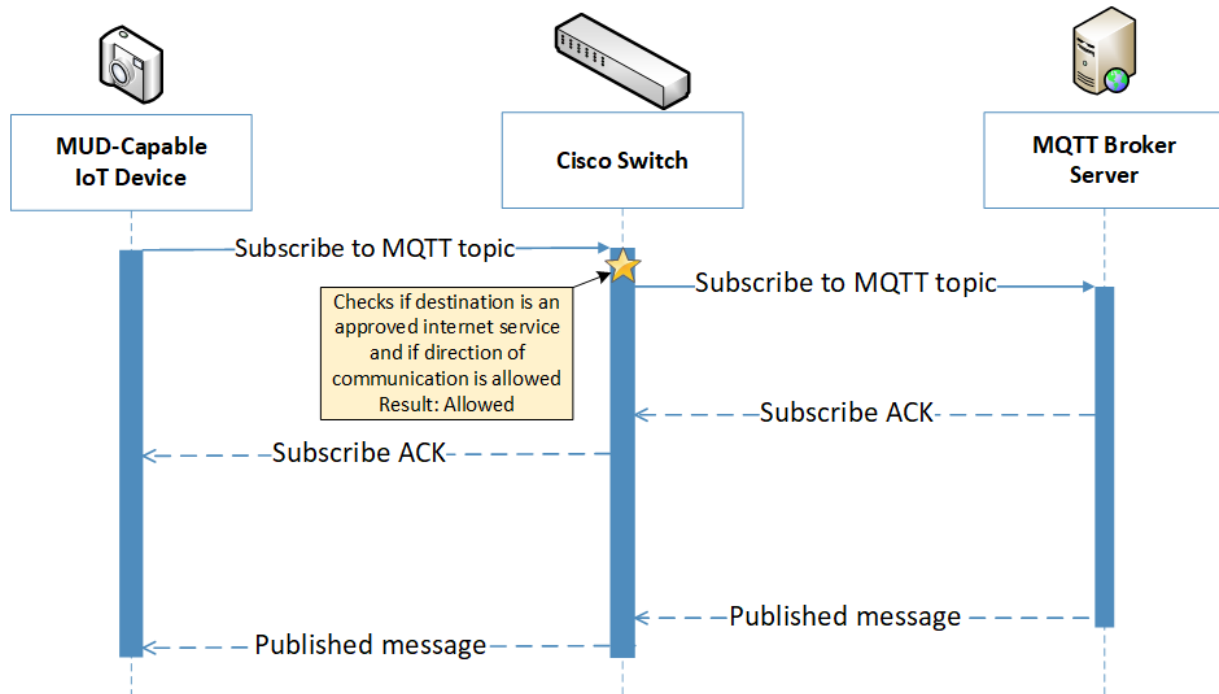 MUD-Capable
IoT Device
Cisco Switch
MQTT Broker
Server
Subscribe to MQTT topic
Subscribe to MQTT topic
Checks if destination is an
approved internet service
and if direction of
communication is allowed
Result: Allowed
Subscribe ACK
Subscribe ACK
Published message
Published message